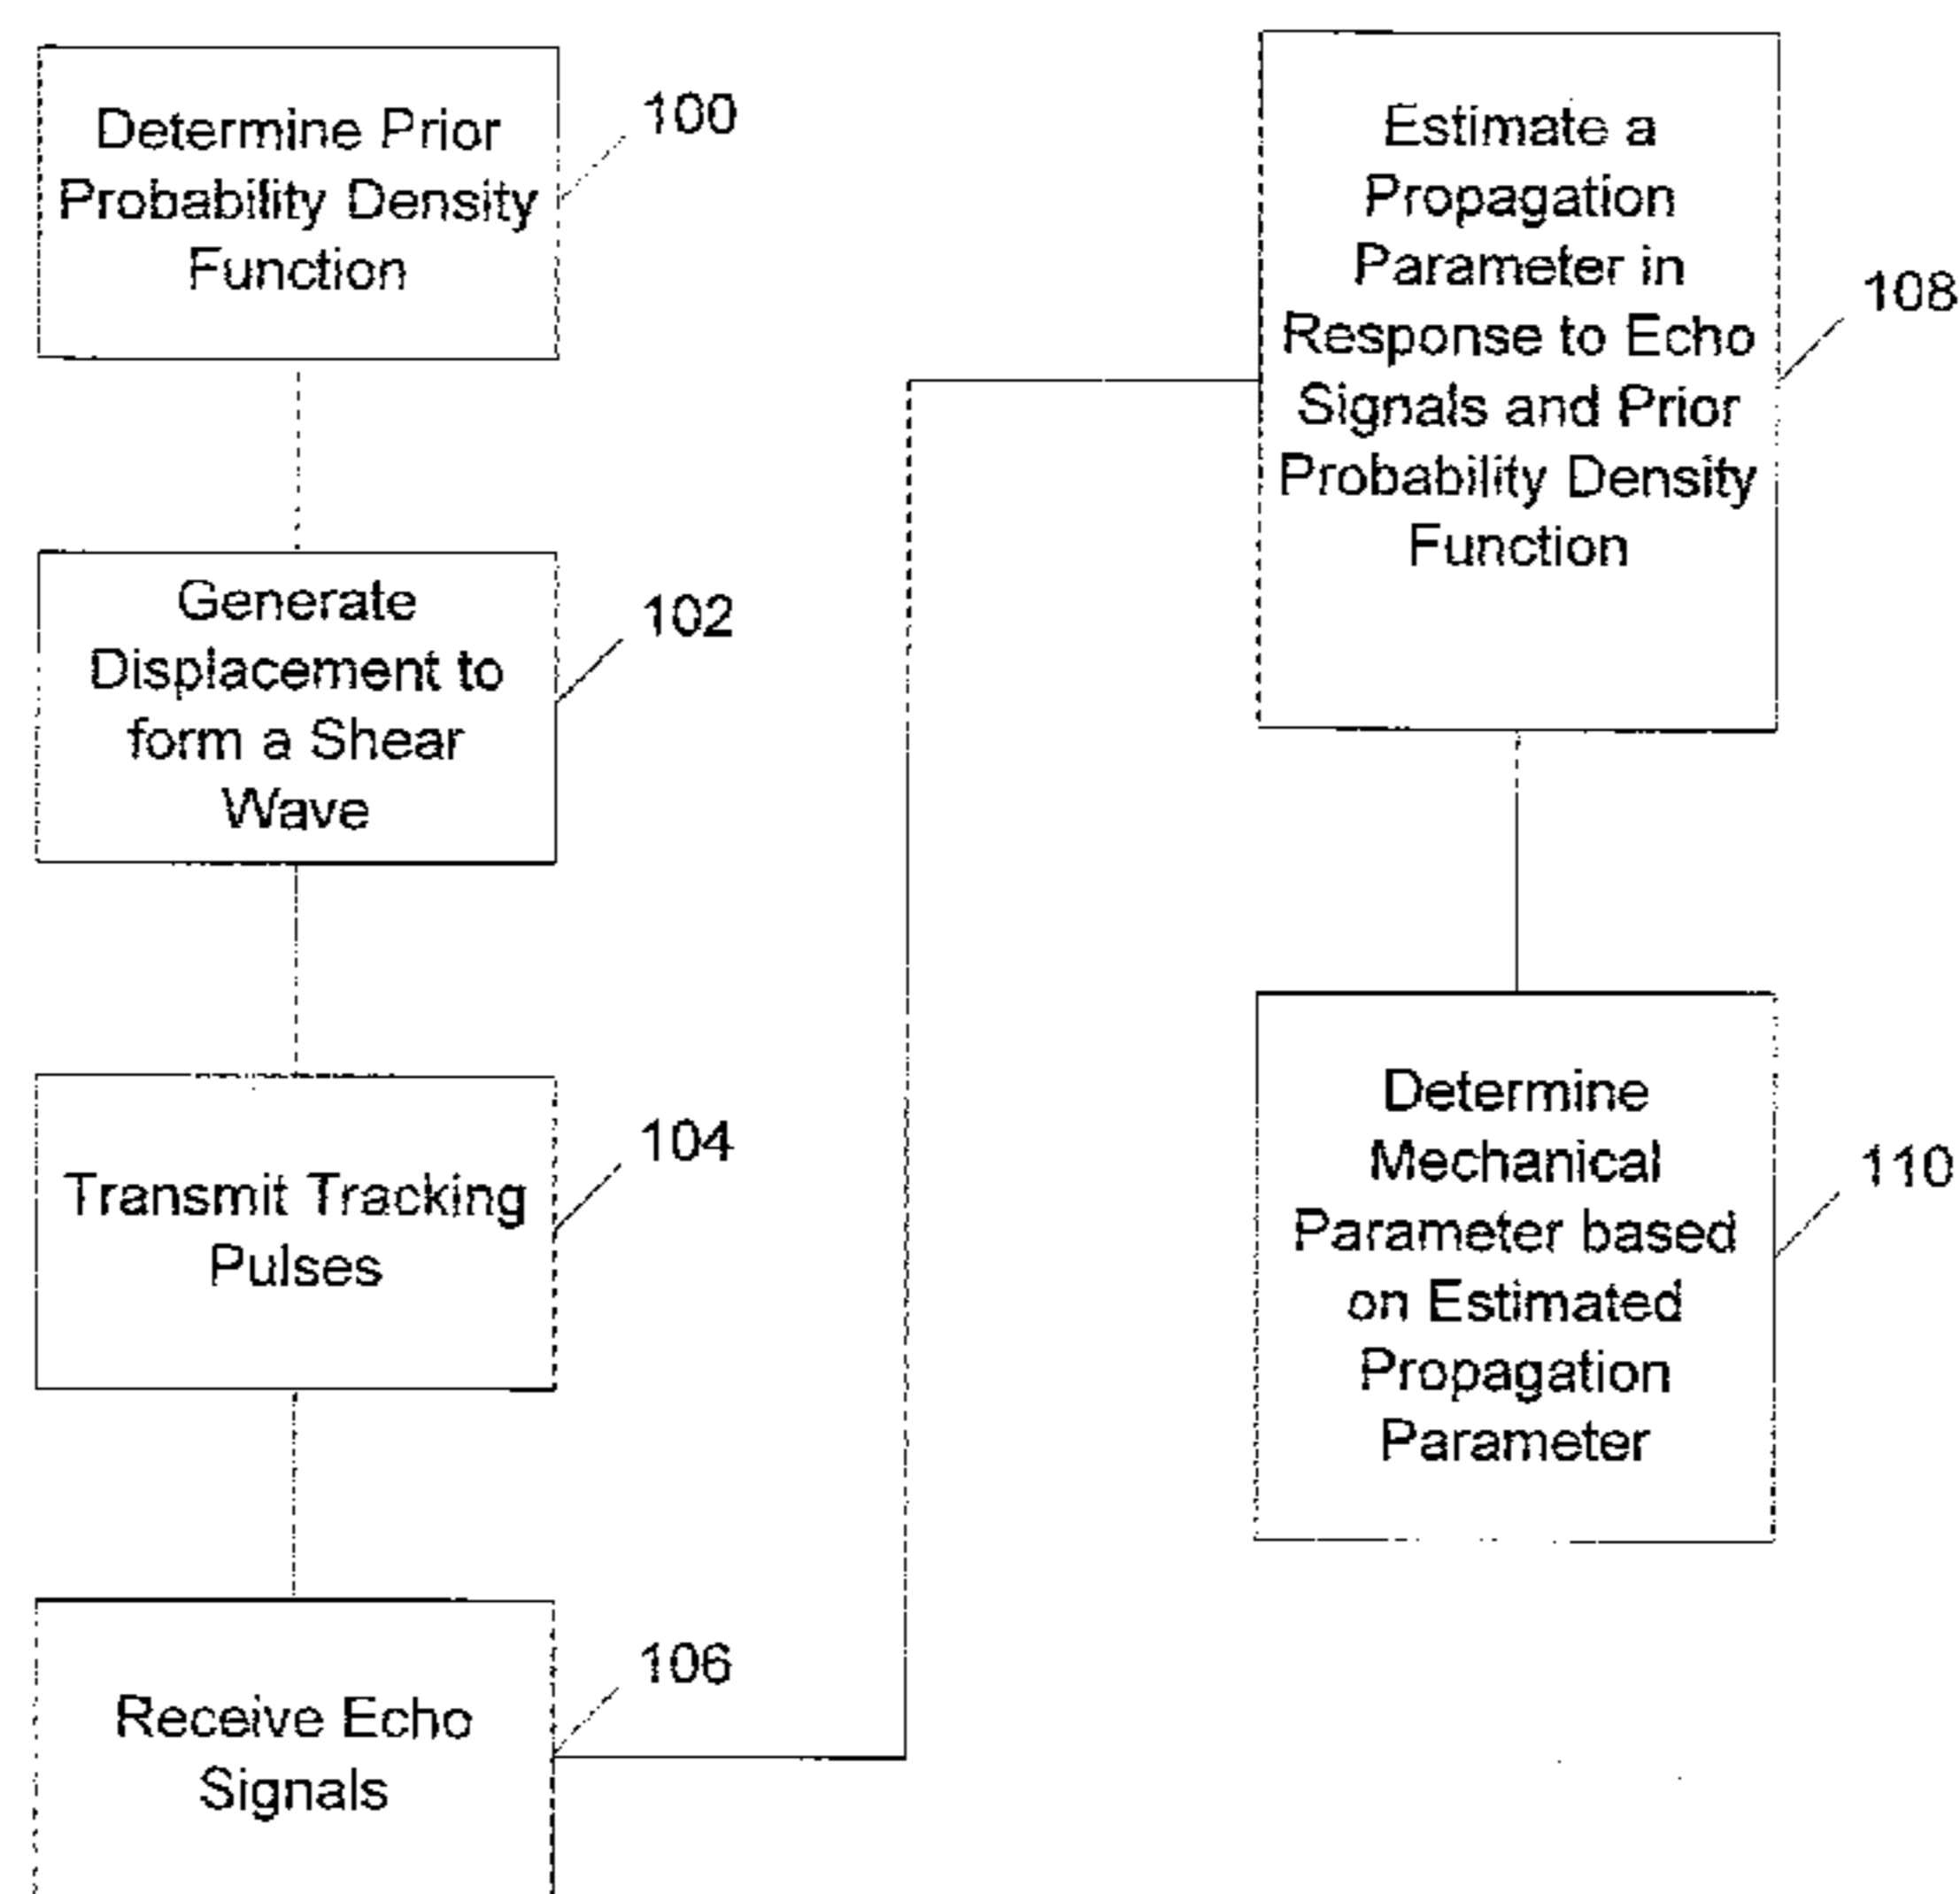 Determine Prior
Probability Density
Function
100
Generate
Displacement to
form a Shear
Wave
102
Transmit Tracking
Pulses
104
Receive Echo
Signals
106
Estimate a
Propagation
Parameter in
Response to Echo
Signals and Prior
Probability Density
Function
108
Determine
Mechanical
Parameter based
on Estimated
Propagation
Parameter
110